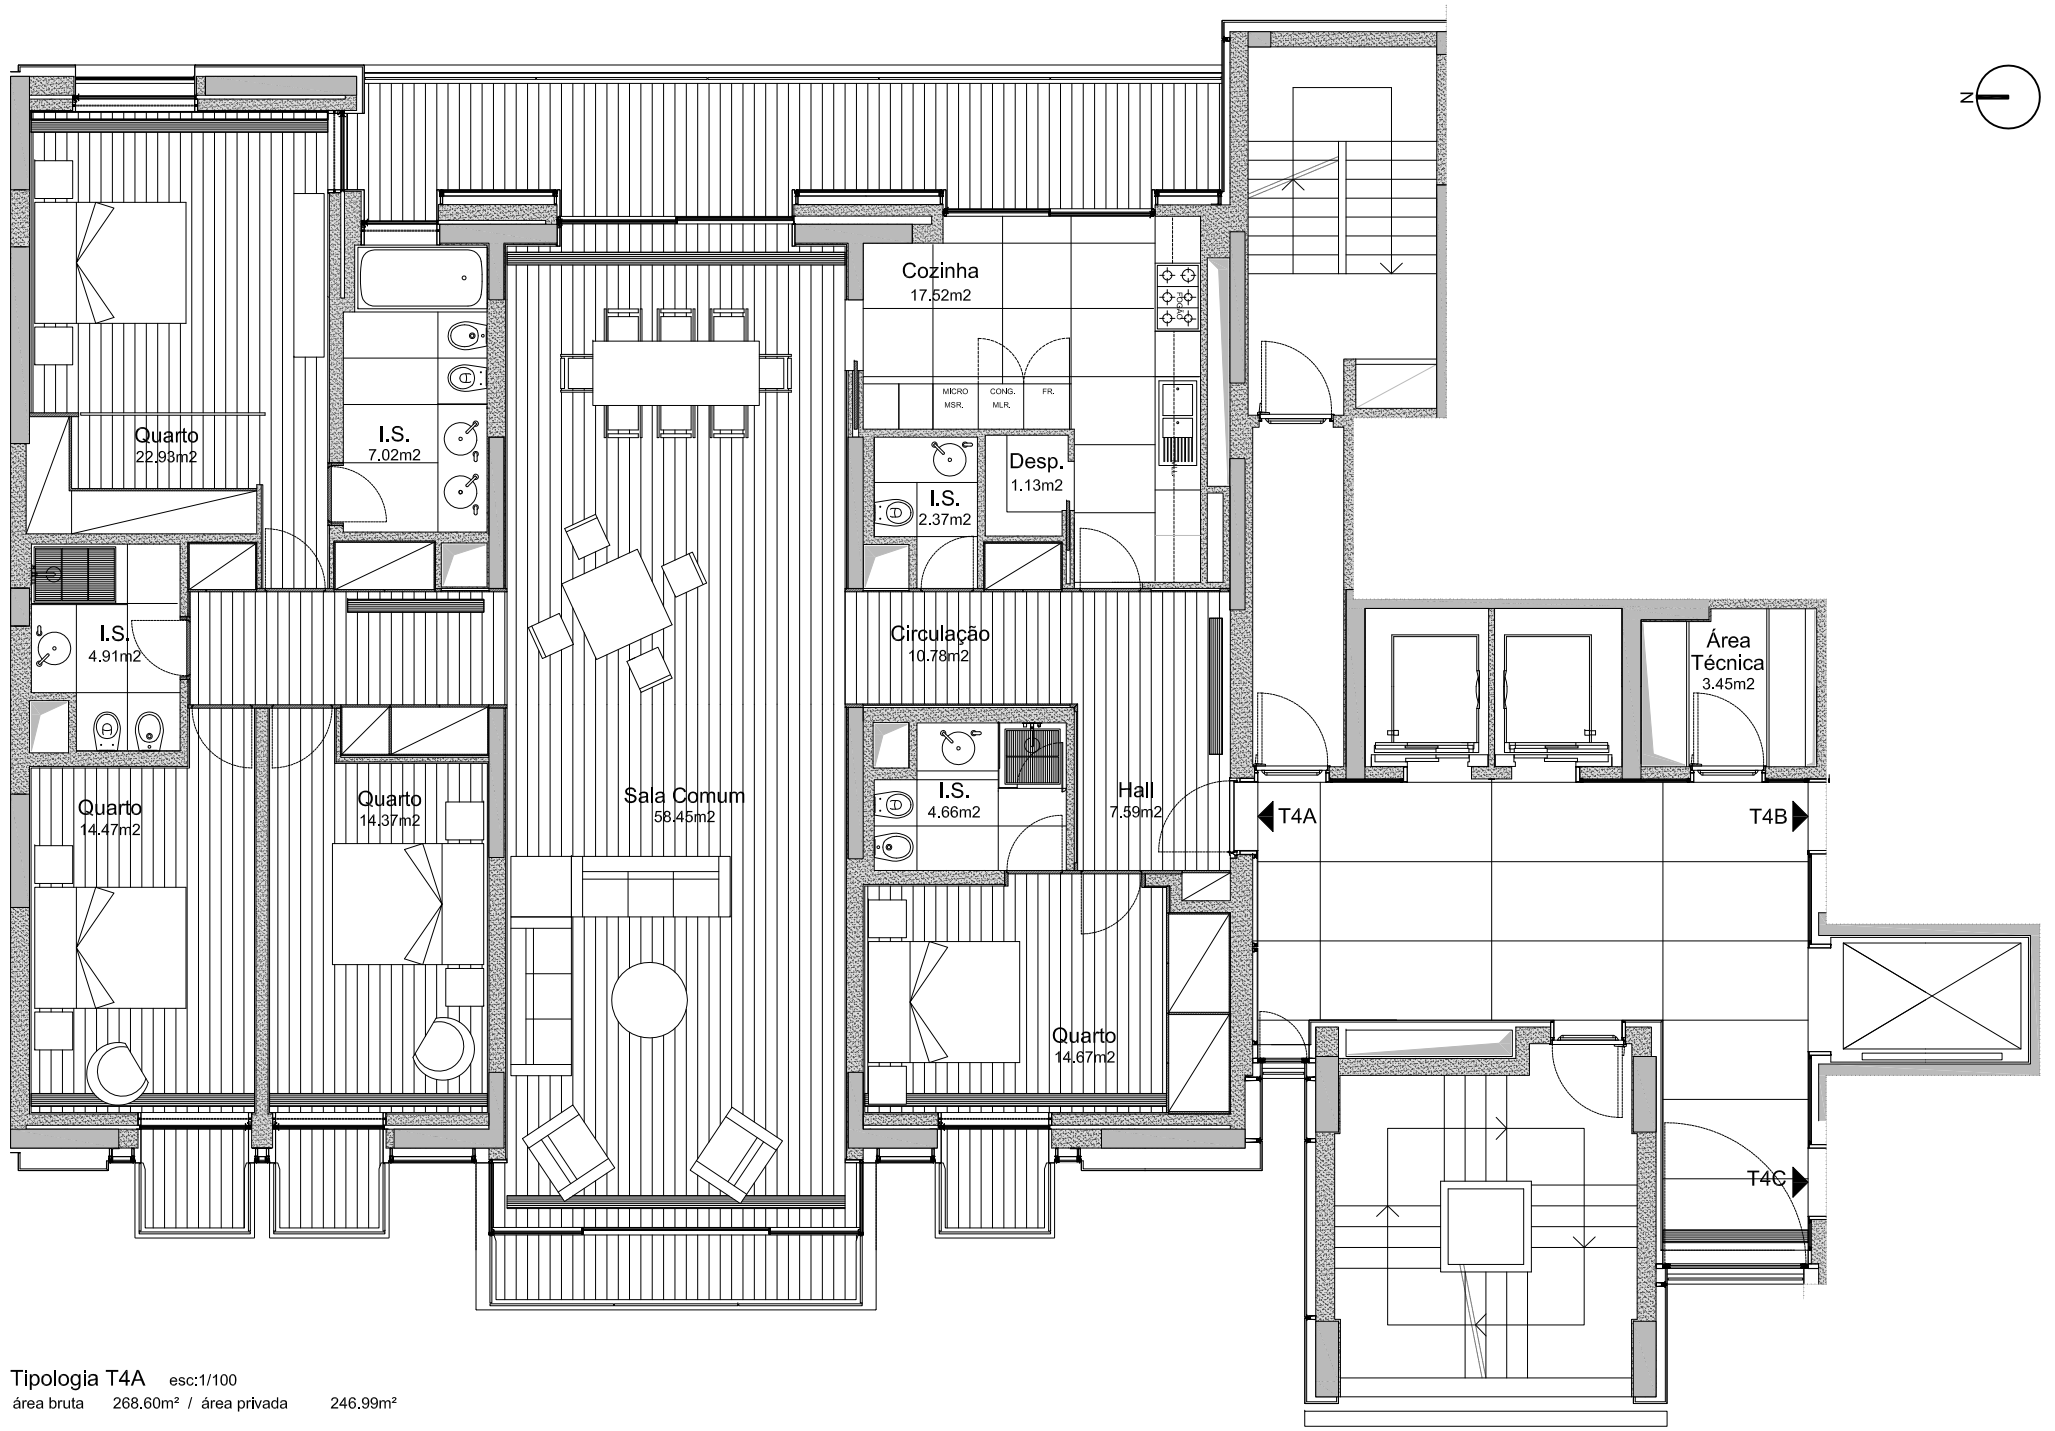 N
Cozinha
17.52m2
FOGÃO
MICRO
MSR.
CONG.
MLR.
FR.
Quarto
22.93m2
I.S.
7.02m2
Desp.
1.13m2
I.S.
2.37m2
I.S.
4.91m2
Circulação
10.78m2
Área
Técnica
3.45m2
Quarto
14.47m2
Quarto
14.37m2
Sala Comum
58.45m2
I.S.
4.66m2
Hall
7.59m2
T4A
T4B
Quarto
14.67m2
T4C
Tipologia T4A esc:1/100
área bruta 268.60m² / área privada 246.99m²